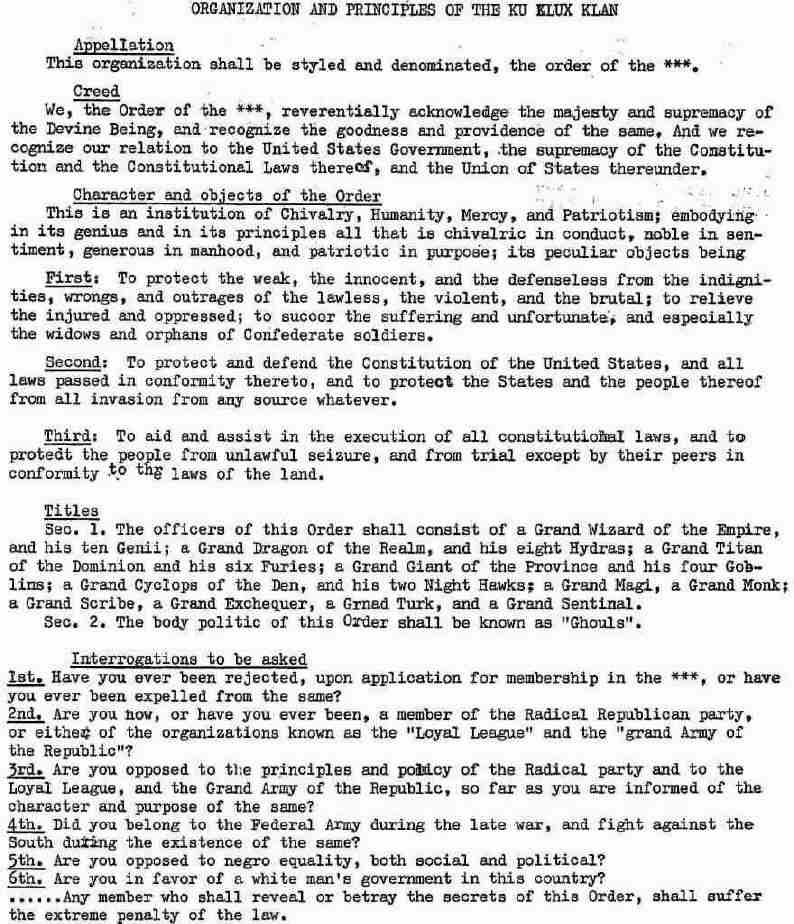 ORGANIZATION AND PRINCIPLES OF THE KU KLUX KLAN
Appellation
This organization shall be styled and denominated, the order of the ***.
Creed
We, the Order of the ***, reverentially acknowledge the majesty and supremacy of
the Devine Being, and recognize the goodness and providence of the same. And we re-
cognize our relation to the United States Government, the supremacy of the Constitu-
tion and the Constitutional Laws thereof, and the Union of States thereunder.
Character and objects of the Order
This is an institution of Chivalry, Humanity, Mercy, and Patriotism; embodying
in its genius and in its principles all that is chivalric in conduct, noble in sen-
timent, generous in manhood, and patriotic in purpose; its peculiar objects being
First: To protect the weak, the innocent, and the defenseless from the indigni-
ties, wrongs, and outrages of the lawless, the violent, and the brutal; to relieve
the injured and oppressed; to succor the suffering and unfortunate, and especially
the widows and orphans of Confederate soldiers.
Second: To protect and defend the Constitution of the United States, and all
laws passed in conformity thereto, and to protect the States and the people thereof
from all invasion from any source whatever.
Third: To aid and assist in the execution of all constitutional laws, and to
protect the people from unlawful seizure, and from trial except by their peers in
conformity to the laws of the land.
Titles
Sec. 1. The officers of this Order shall consist of a Grand Wizard of the Empire,
and his ten Genii; a Grand Dragon of the Realm, and his eight Hydras; a Grand Titan
of the Dominion and his six Furies; a Grand Giant of the Province and his four Gob-
lins; a Grand Cyclops of the Den, and his two Night Hawks; a Grand Magi, a Grand Monk;
a Grand Scribe, a Grand Exchequer, a Grnad Turk, and a Grand Sentinal.
Sec. 2. The body politic of this Order shall be known as "Ghouls".
Interrogations to be asked
1st. Have you ever been rejected, upon application for membership in the ***, or have
you ever been expelled from the same?
2nd. Are you now, or have you ever been, a member of the Radical Republican party,
or either of the organizations known as the "Loyal League" and the "grand Army of
the Republic"?
3rd. Are you opposed to the principles and policy of the Radical party and to the
Loyal League, and the Grand Army of the Republic, so far as you are informed of the
character and purpose of the same?
4th. Did you belong to the Federal Army during the late war, and fight against the
South during the existence of the same?
5th. Are you opposed to negro equality, both social and political?
6th. Are you in favor of a white man's government in this country?
......Any member who shall reveal or betray the secrets of this Order, shall suffer
the extreme penalty of the law.